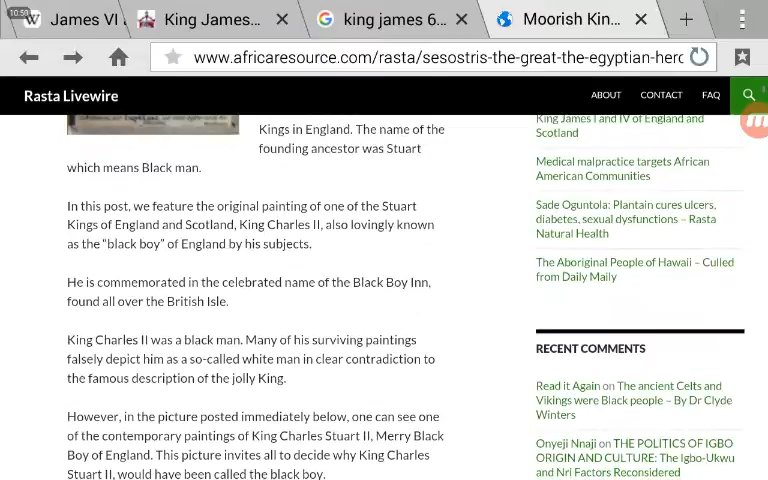 10:59
James VI
King James...
king james 6...
Moorish Kin...
www.africaresource.com/rasta/sesostris-the-great-the-egyptian-herc
Rasta Livewire
ABOUT CONTACT FAQ
Kings in England. The name of the
founding ancestor was Stuart
which means Black man.
In this post, we feature the original painting of one of the Stuart
Kings of England and Scotland, King Charles II, also lovingly known
as the "black boy" of England by his subjects.
He is commemorated in the celebrated name of the Black Boy Inn,
found all over the British Isle.
King Charles II was a black man. Many of his surviving paintings
falsely depict him as a so-called white man in clear contradiction to
the famous description of the jolly King.
However, in the picture posted immediately below, one can see one
of the contemporary paintings of King Charles Stuart II, Merry Black
Boy of England. This picture invites all to decide why King Charles
Stuart II, would have been called the black boy.
King James I and IV of England and
Scotland
Medical malpractice targets African
American Communities
Sade Oguntola: Plantain cures ulcers,
diabetes, sexual dysfunctions – Rasta
Natural Health
The Aboriginal People of Hawaii – Culled
from Daily Maily
RECENT COMMENTS
Read it Again on The ancient Celts and
Vikings were Black people – By Dr Clyde
Winters
Onyeji Nnaji on THE POLITICS OF IGBO
ORIGIN AND CULTURE: The Igbo-Ukwu
and Nri Factors Reconsidered